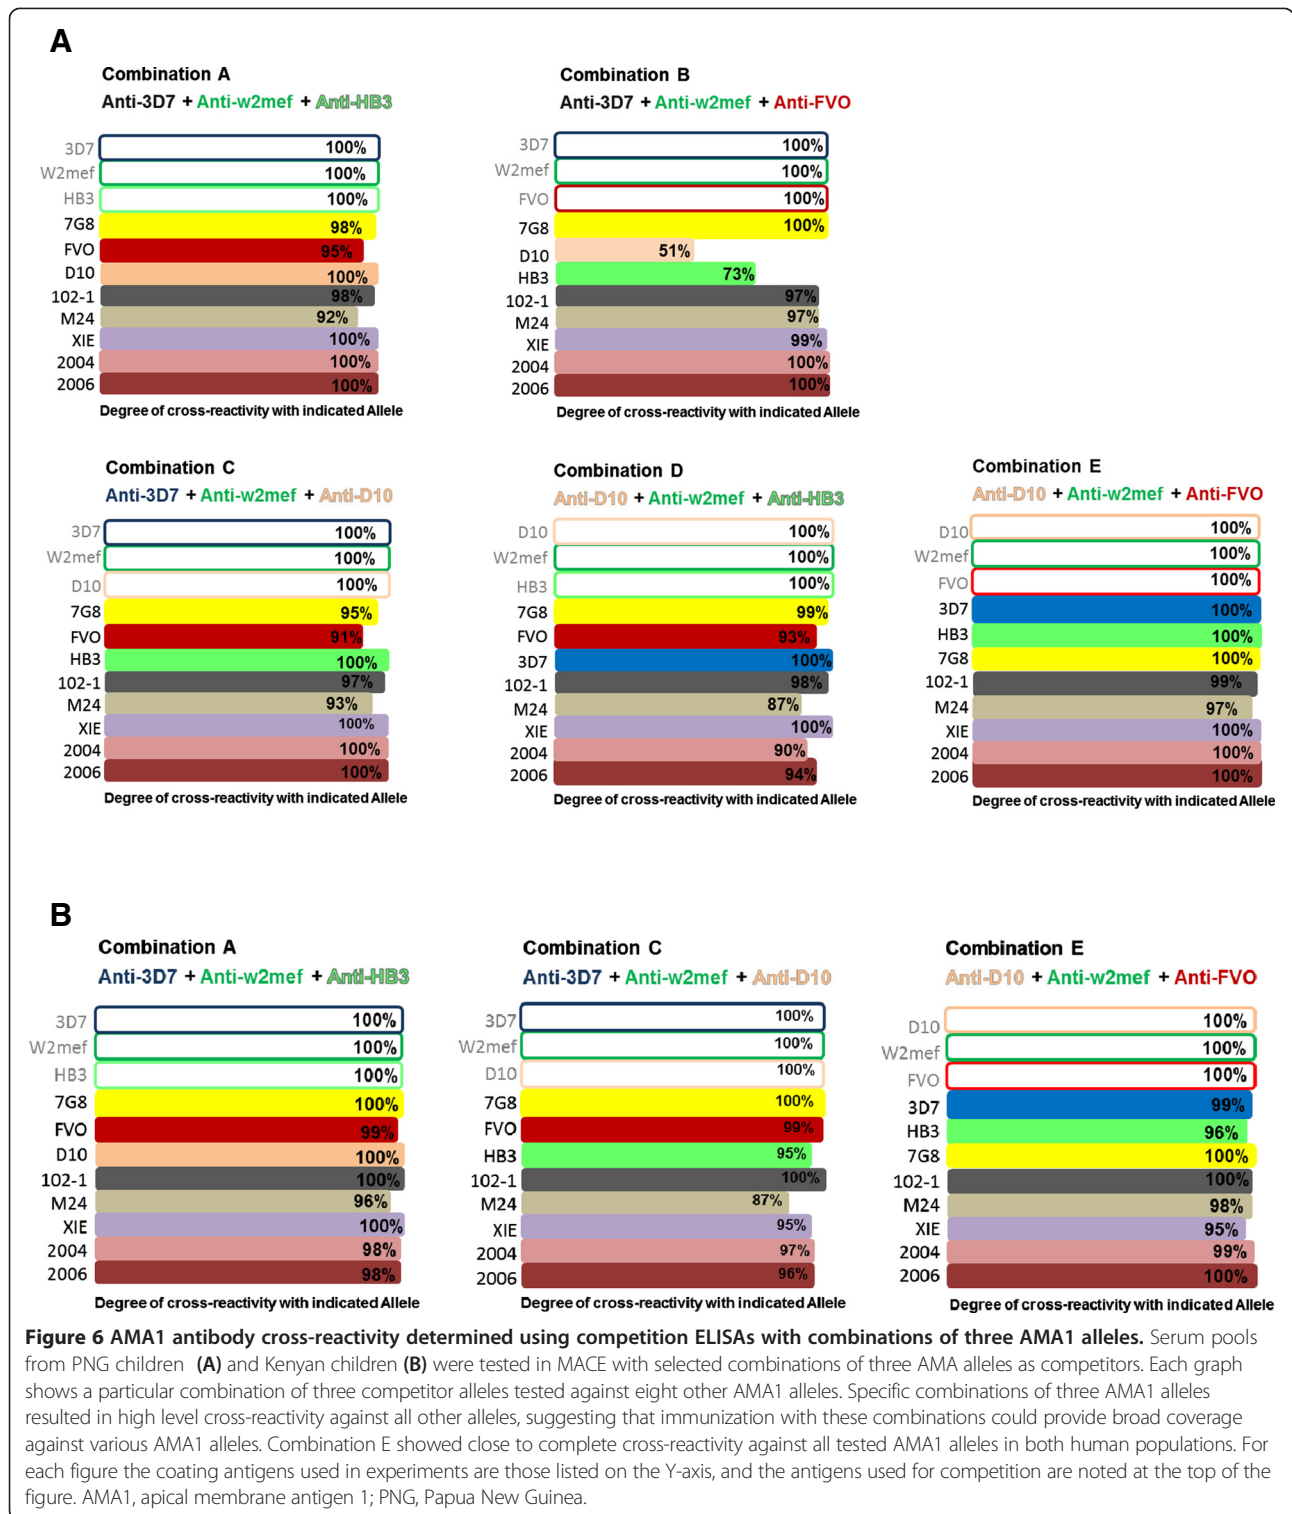 A
Combination A
Anti-3D7 + Anti-w2mef + Anti-HB3
3D7 100%
W2mef 100%
HB3 100%
7G8 98%
FVO 95%
D10 100%
102-1 98%
M24 92%
XIE 100%
2004 100%
2006 100%
Degree of cross-reactivity with indicated Allele
Combination B
Anti-3D7 + Anti-w2mef + Anti-FVO
3D7 100%
W2mef 100%
FVO 100%
7G8 100%
D10 51%
HB3 73%
102-1 97%
M24 97%
XIE 99%
2004 100%
2006 100%
Degree of cross-reactivity with indicated Allele
Combination C
Anti-3D7 + Anti-w2mef + Anti-D10
3D7 100%
W2mef 100%
D10 100%
7G8 95%
FVO 91%
HB3 100%
102-1 97%
M24 93%
XIE 100%
2004 100%
2006 100%
Degree of cross-reactivity with indicated Allele
Combination D
Anti-D10 + Anti-w2mef + Anti-HB3
D10 100%
W2mef 100%
HB3 100%
7G8 99%
FVO 93%
3D7 100%
102-1 98%
M24 87%
XIE 100%
2004 90%
2006 94%
Degree of cross-reactivity with indicated Allele
Combination E
Anti-D10 + Anti-w2mef + Anti-FVO
D10 100%
W2mef 100%
FVO 100%
3D7 100%
HB3 100%
7G8 100%
102-1 99%
M24 97%
XIE 100%
2004 100%
2006 100%
Degree of cross-reactivity with indicated Allele
B
Combination A
Anti-3D7 + Anti-w2mef + Anti-HB3
3D7 100%
W2mef 100%
HB3 100%
7G8 100%
FVO 99%
D10 100%
102-1 100%
M24 96%
XIE 100%
2004 98%
2006 98%
Degree of cross-reactivity with indicated Allele
Combination C
Anti-3D7 + Anti-w2mef + Anti-D10
3D7 100%
W2mef 100%
D10 100%
7G8 100%
FVO 99%
HB3 95%
102-1 100%
M24 87%
XIE 95%
2004 97%
2006 96%
Degree of cross-reactivity with indicated Allele
Combination E
Anti-D10 + Anti-w2mef + Anti-FVO
D10 100%
W2mef 100%
FVO 100%
3D7 99%
HB3 96%
7G8 100%
102-1 100%
M24 98%
XIE 95%
2004 99%
2006 100%
Degree of cross-reactivity with indicated Allele
Figure 6 AMA1 antibody cross-reactivity determined using competition ELISAs with combinations of three AMA1 alleles. Serum pools
from PNG children (A) and Kenyan children (B) were tested in MACE with selected combinations of three AMA alleles as competitors. Each graph
shows a particular combination of three competitor alleles tested against eight other AMA1 alleles. Specific combinations of three AMA1 alleles
resulted in high level cross-reactivity against all other alleles, suggesting that immunization with these combinations could provide broad coverage
against various AMA1 alleles. Combination E showed close to complete cross-reactivity against all tested AMA1 alleles in both human populations. For
each figure the coating antigens used in experiments are those listed on the Y-axis, and the antigens used for competition are noted at the top of the
figure. AMA1, apical membrane antigen 1; PNG, Papua New Guinea.